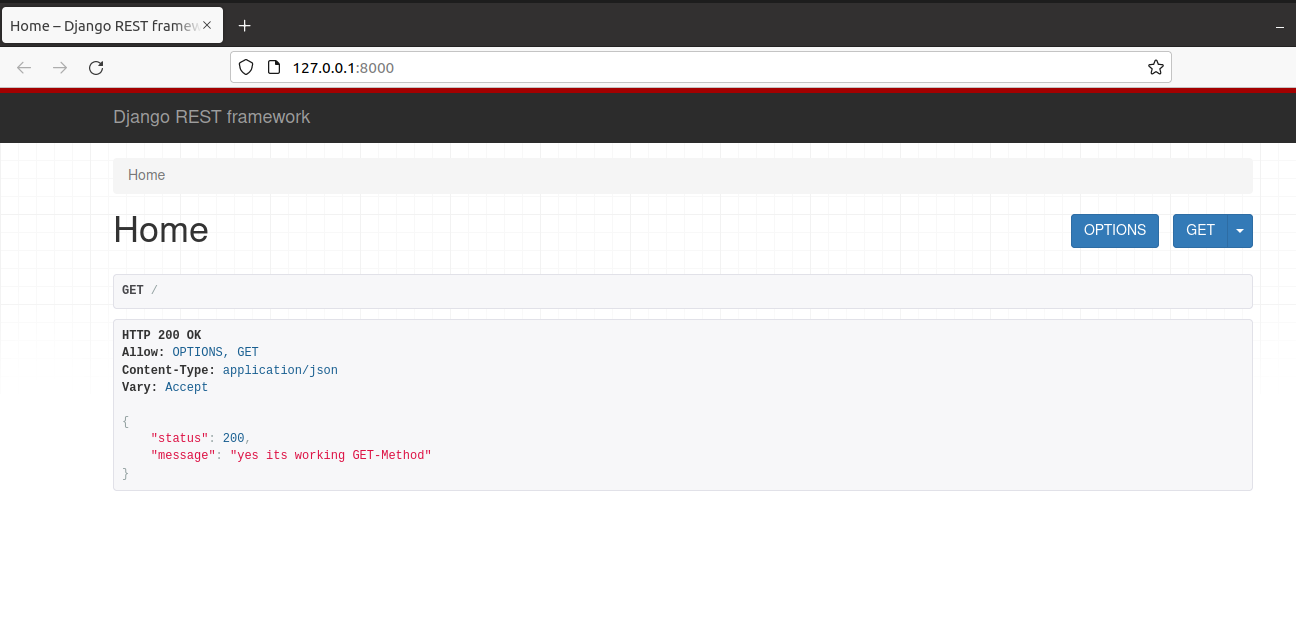 Home – Django REST framew
127.0.0.1:8000
Django REST framework
Home
Home
OPTIONS
GET
GET /
HTTP 200 OK
Allow: OPTIONS, GET
Content-Type: application/json
Vary: Accept
{
    "status": 200,
    "message": "yes its working GET-Method"
}